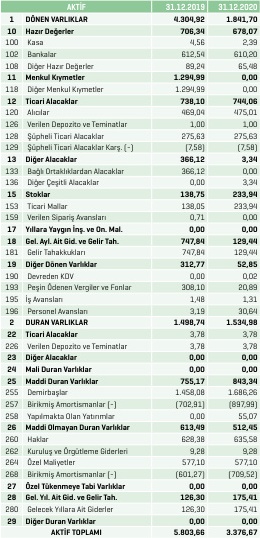 AKTİF 31.12.2019 31.12.2020
1 DÖNEN VARLIKLAR 4.304,92 1.841,70
10 Hazır Değerler 706,34 678,07
100 Kasa 4,56 2,39
102 Bankalar 612,54 610,20
108 Diğer Hazır Değerler 89,24 65,48
11 Menkul Kıymetler 1.294,99 0,00
118 Diğer Menkul Kıymetler 1.294,99 0,00
12 Ticari Alacaklar 738,10 744,06
120 Alıcılar 469,04 475,01
126 Verilen Depozito ve Teminatlar 1,00 1,00
128 Şüpheli Ticari Alacaklar 275,63 275,63
129 Şüpheli Ticari Alacaklar Karş. (-) (7,58) (7,58)
13 Diğer Alacaklar 366,12 3,34
133 Bağlı Ortaklıklardan Alacaklar 366,12 0,00
136 Diğer Çeşitli Alacaklar 0,00 3,34
15 Stoklar 138,75 233,94
153 Ticari Mallar 138,05 233,94
159 Verilen Sipariş Avansları 0,71 0,00
17 Yıllara Yaygın İnş. ve On. Mal. 0,00 0,00
18 Gel. Ayl. Ait Gid. ve Gelir Tah. 747,84 129,44
181 Gelir Tahakkukları 747,84 129,44
19 Diğer Dönen Varlıklar 312,77 52,85
190 Devreden KDV 0,00 0,02
193 Peşin Ödenen Vergiler ve Fonlar 308,10 20,89
195 İş Avansları 1,48 1,31
196 Personel Avansları 3,19 30,64
2 DURAN VARLIKLAR 1.498,74 1.534,98
22 Ticari Alacaklar 3,78 3,78
226 Verilen Depozito ve Teminatlar 3,78 3,78
23 Diğer Alacaklar 0,00 0,00
24 Mali Duran Varlıklar 0,00 0,00
25 Maddi Duran Varlıklar 755,17 843,34
255 Demirbaşlar 1.458,08 1.686,26
257 Birikmiş Amortismanlar (-) (702,91) (897,99)
258 Yapılmakta Olan Yatırımlar 0,00 55,07
26 Maddi Olmayan Duran Varlıklar 613,49 512,45
260 Haklar 628,38 635,58
262 Kuruluş ve Örgütleme Giderleri 9,28 9,28
264 Özel Maliyetler 577,10 577,10
268 Birikmiş Amortismanlar (-) (601,27) (709,52)
27 Özel Tükenmeye Tabi Varlıklar 0,00 0,00
28 Gel. Yıl. Ait Gid. ve Gelir Tah. 126,30 175,41
280 Gelecek Yıllara Ait Giderler 126,30 175,41
29 Diğer Duran Varlıklar 0,00 0,00
AKTİF TOPLAMI 5.803,66 3.376,67